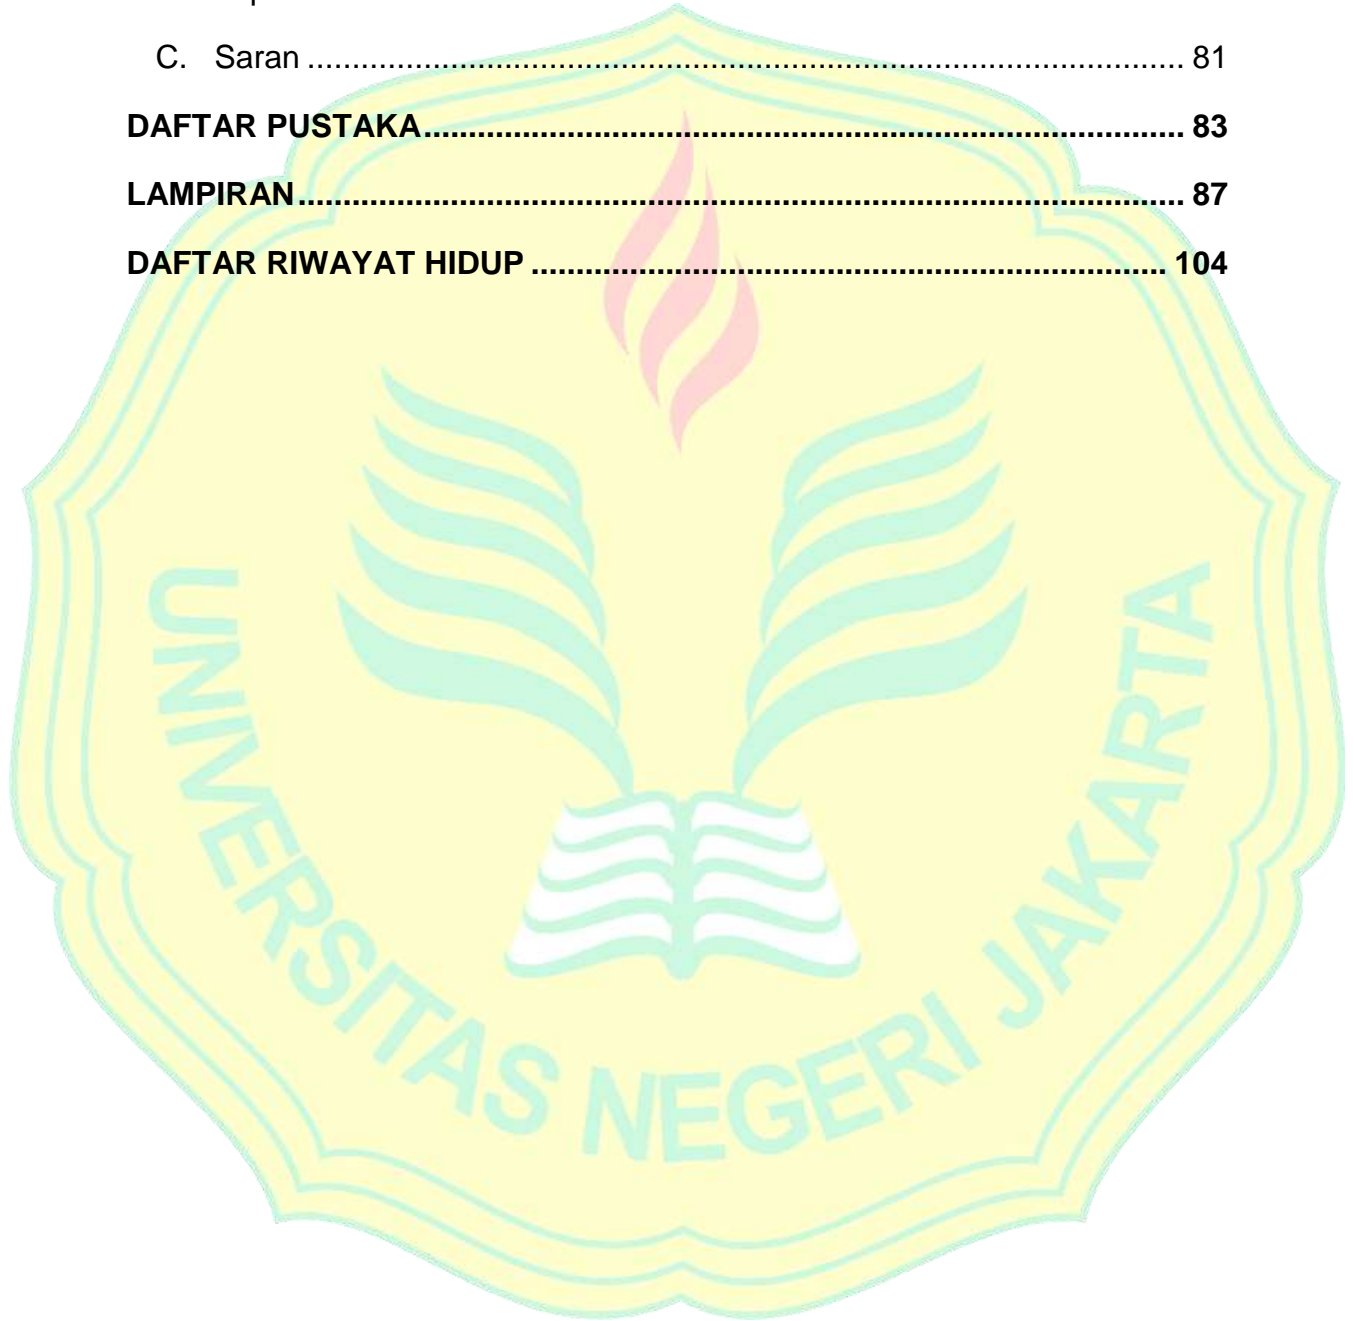 C. Saran ........................................................................................................ 81
DAFTAR PUSTAKA...................................................................................... 83
LAMPIRAN.................................................................................................... 87
DAFTAR RIWAYAT HIDUP ........................................................................ 104
UNIVERSITAS NEGERI JAKARTA